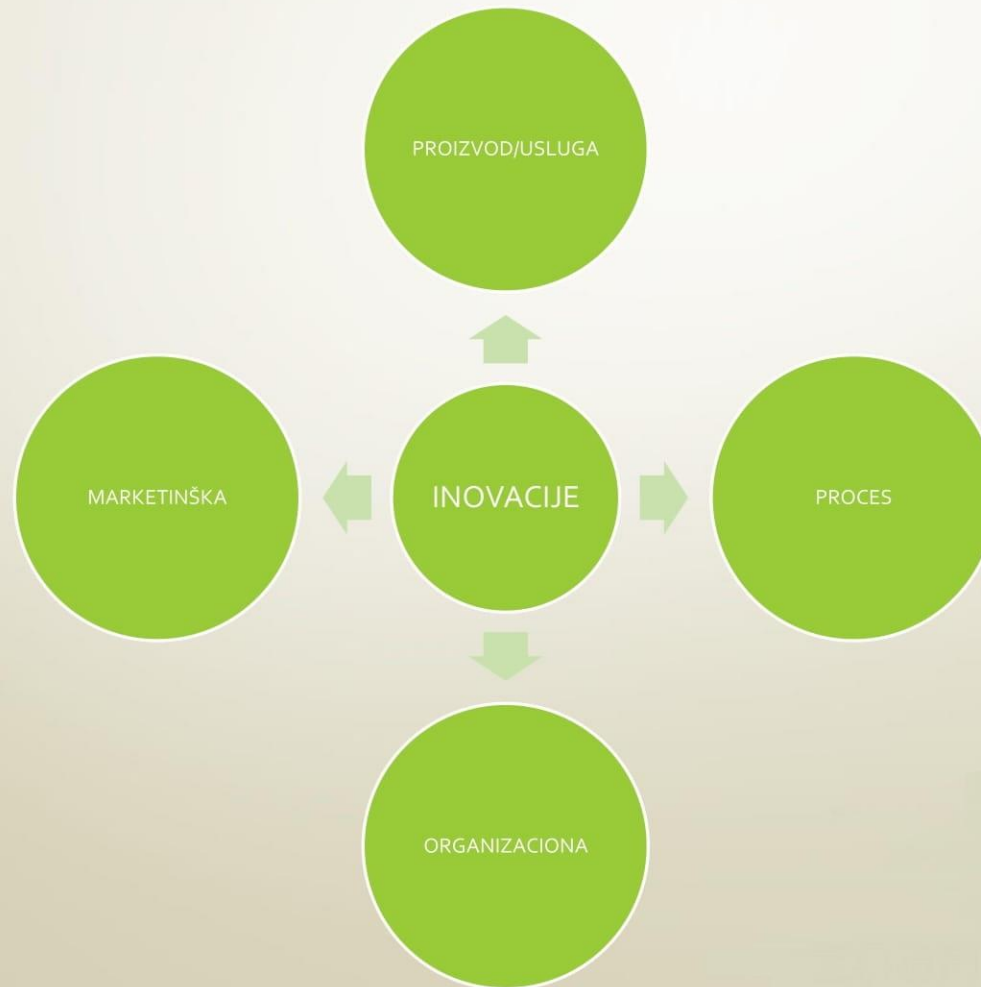 PROIZVOD/USLUGA
MARKETINŠKA
INOVACIJE
PROCES
ORGANIZACIONA